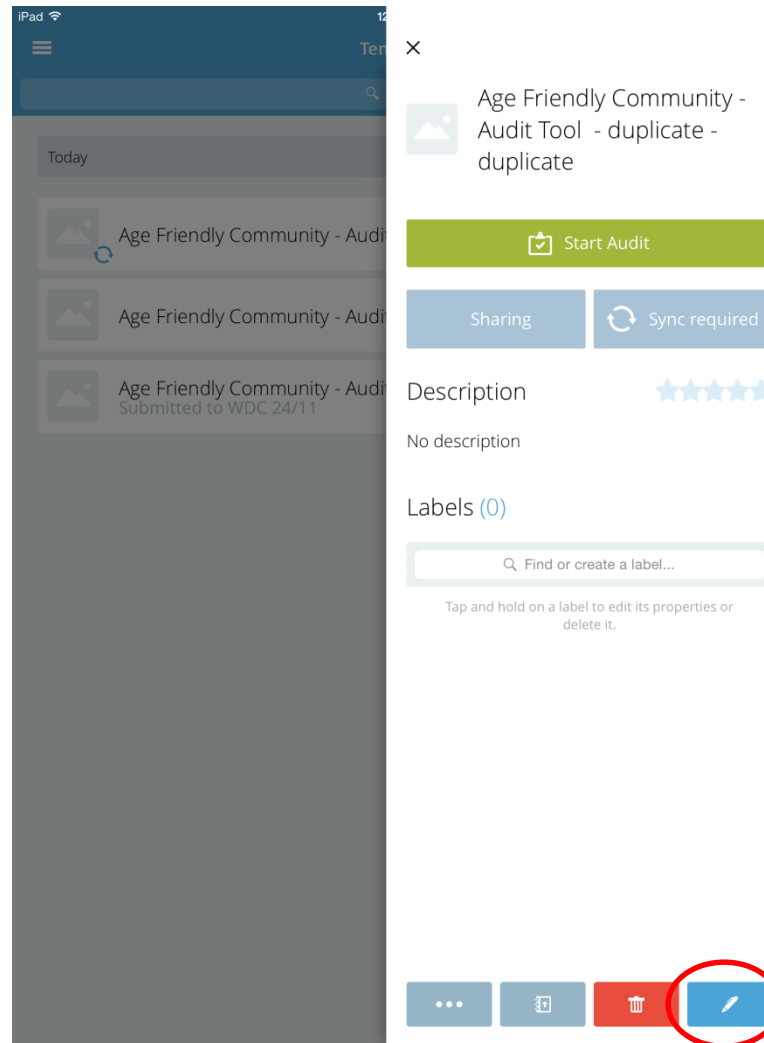 iPad
12
Ten
Today
Age Friendly Community - Audi
Age Friendly Community - Audi
Age Friendly Community - Audi
Submitted to WDC 24/11
Age Friendly Community -
Audit Tool - duplicate -
duplicate
Start Audit
Sharing
Sync required
Description
No description
Labels (0)
Find or create a label...
Tap and hold on a label to edit its properties or
delete it.